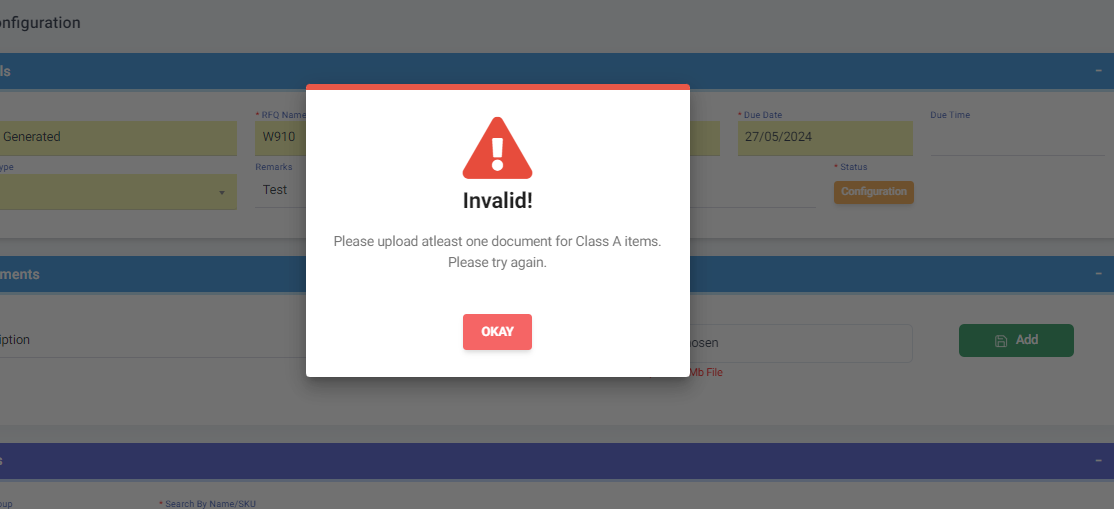 onfiguration
ls
Generated
* RFQ Name
W910
* Due Date
27/05/2024
Due Time
ype
Remarks
Test
* Status
Configuration
Invalid!
Please upload atleast one document for Class A items.
Please try again.
OKAY
ments
iption
osen
Add
Mb File
s
oup
* Search By Name/SKU